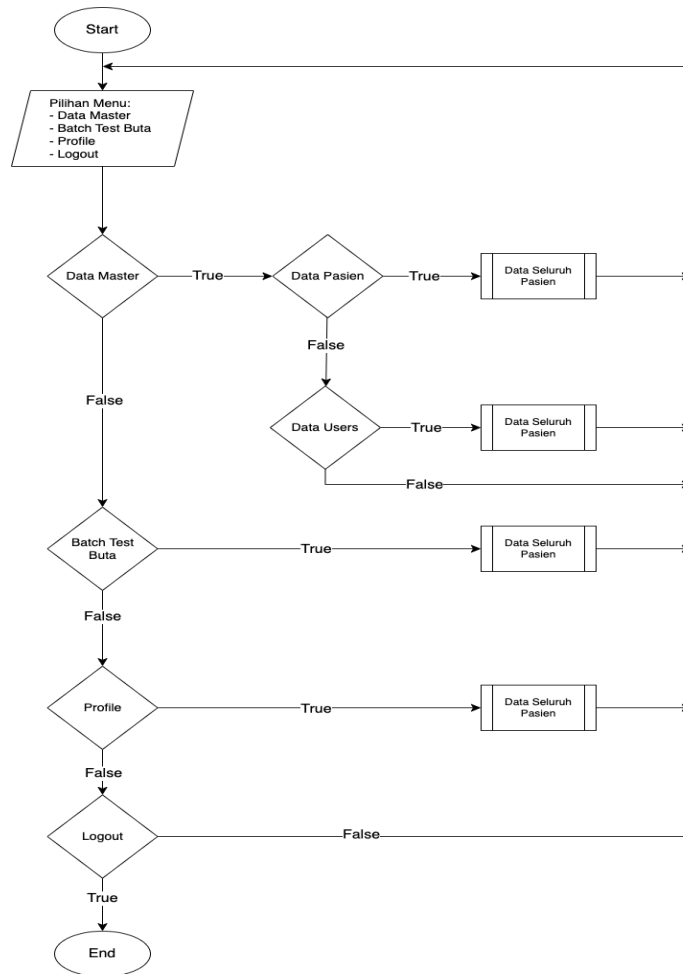 Start
Pilihan Menu:
- Data Master
- Batch Test Buta
- Profile
- Logout
Data Master
True
Data Pasien
True
Data Seluruh
Pasien
False
False
Data Users
True
Data Seluruh
Pasien
False
Batch Test
Buta
True
Data Seluruh
Pasien
False
Profile
True
Data Seluruh
Pasien
False
Logout
False
True
End